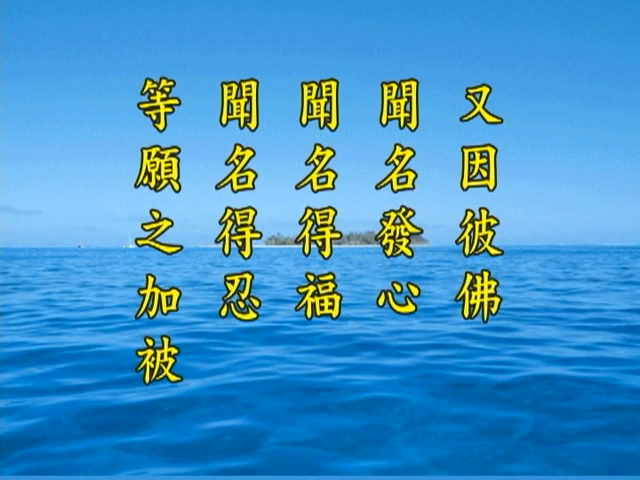 又因彼佛
聞名發心
聞名得福
聞名得忍
等願之加被